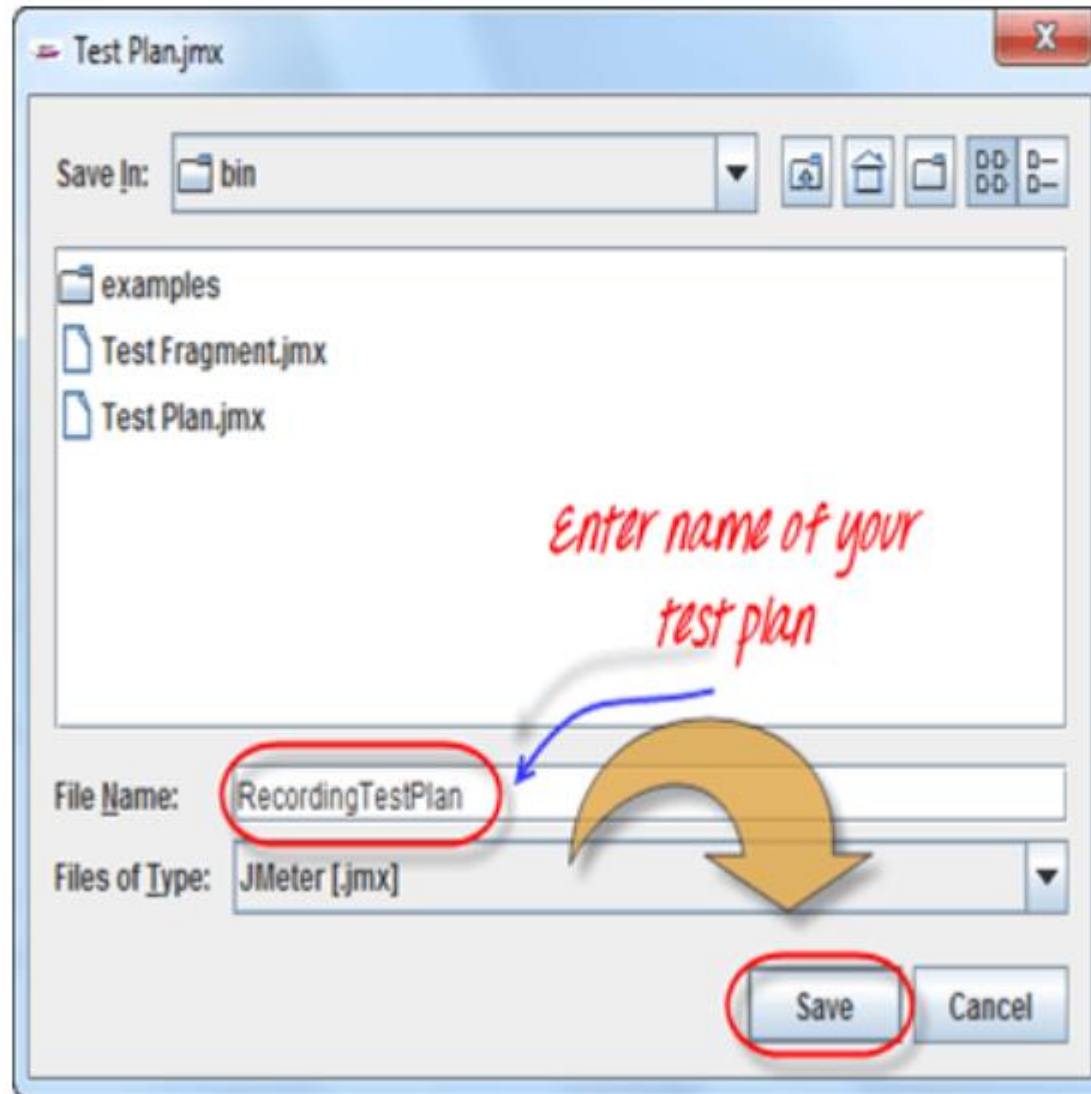 Test Plan.jmx
X
Save In: bin
examples
Test Fragment.jmx
Test Plan.jmx
Enter name of your
test plan
File Name: RecordingTestPlan
Files of Type: JMeter [.jmx]
Save Cancel